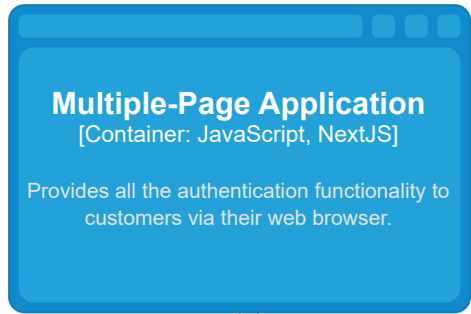 Multiple-Page Application
[Container: JavaScript, NextJS]
Provides all the authentication functionality to
customers via their web browser.